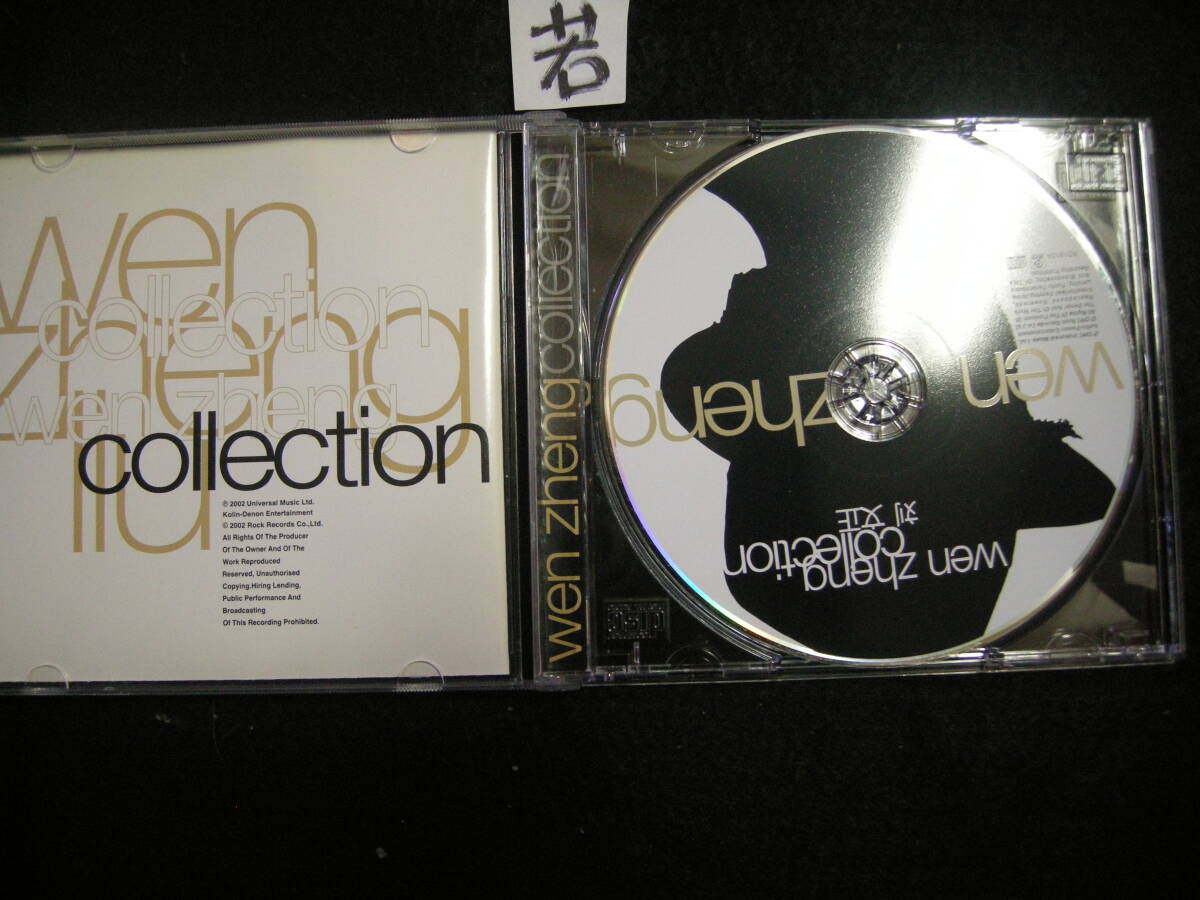 若
wen
collection
zheng
wen zheng
liu
collection
℗ 2002 Universal Music Ltd.
Kolin-Denon Entertainment
© 2002 Rock Records Co.,Ltd.
All Rights Of The Producer
Of The Owner And Of The
Work Reproduced
Reserved, Unauthorised
Copying.Hiring Lending,
Public Performance And
Broadcasting
Of This Recording Prohibited.
wen zheng collection
wen zheng
刘文正
wen zheng
collection